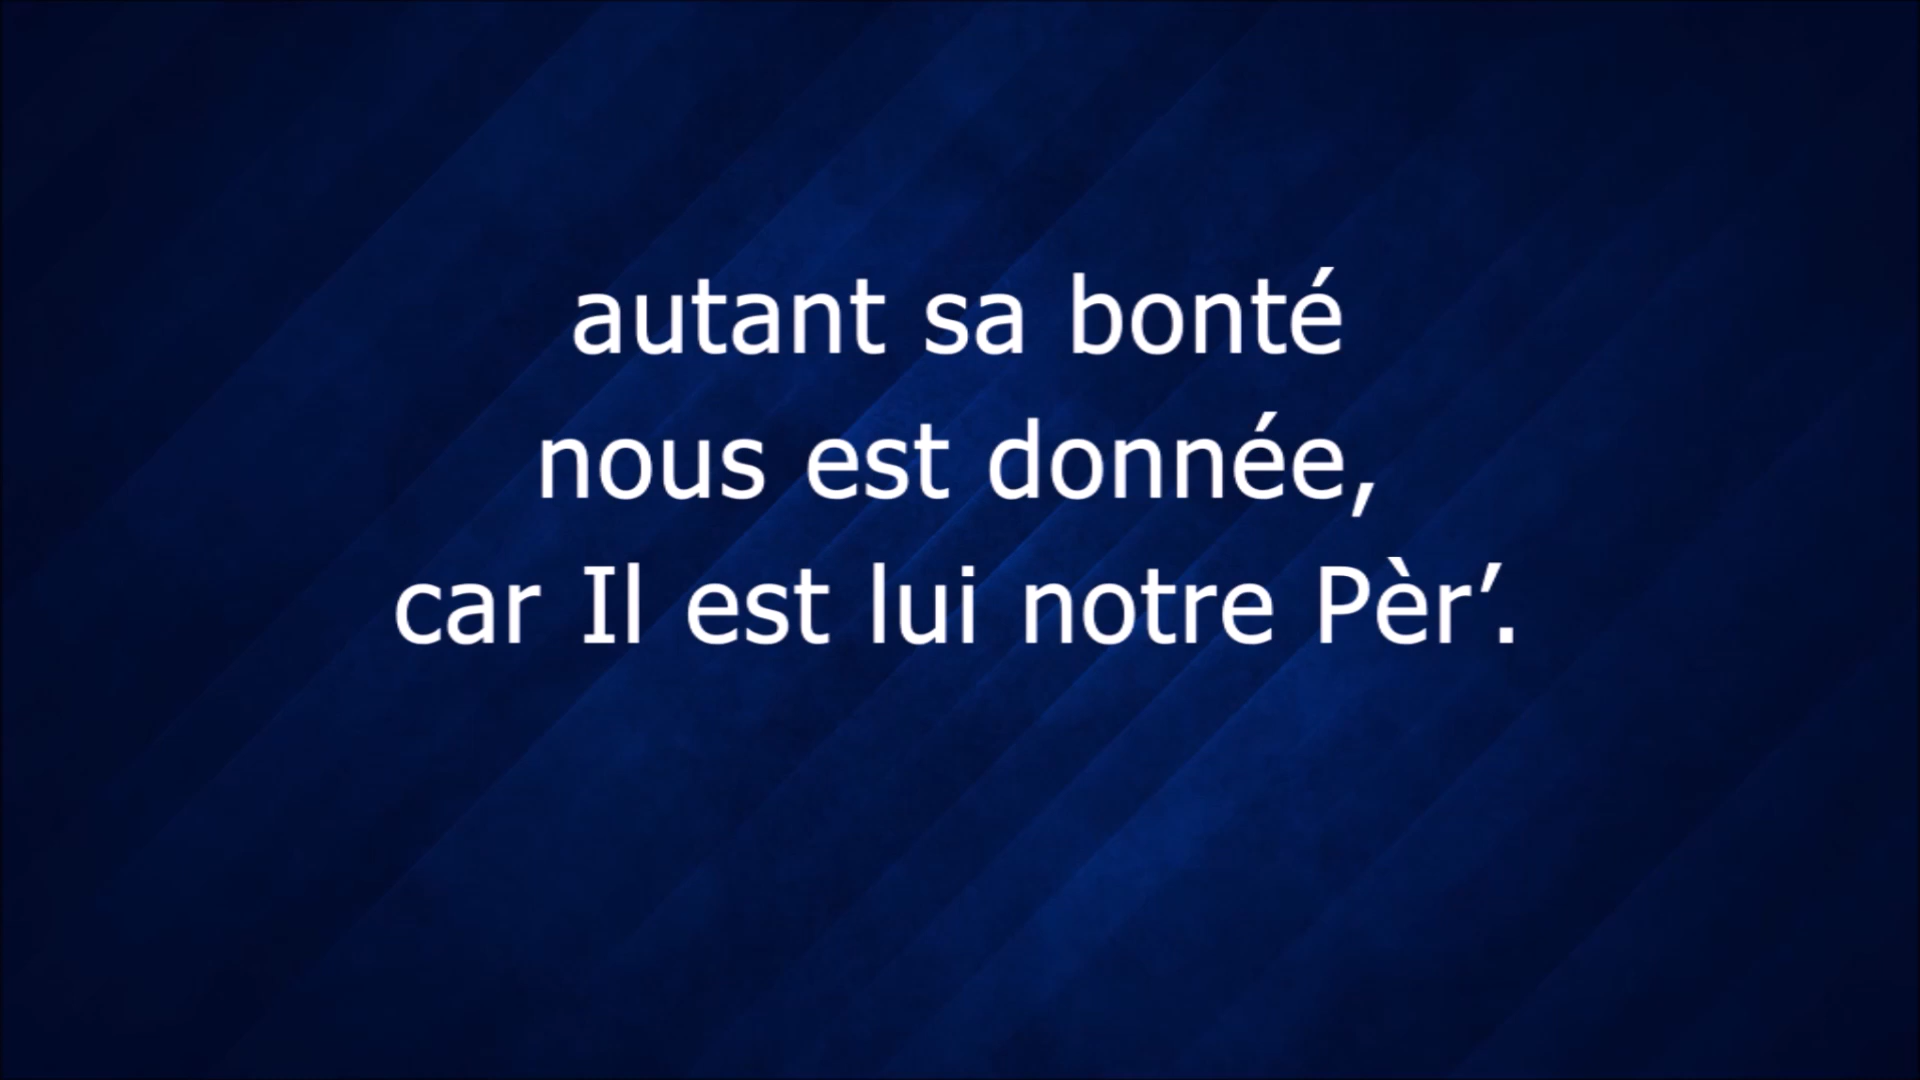 autant sa bonté
nous est donnée,
car Il est lui notre Pèr’.